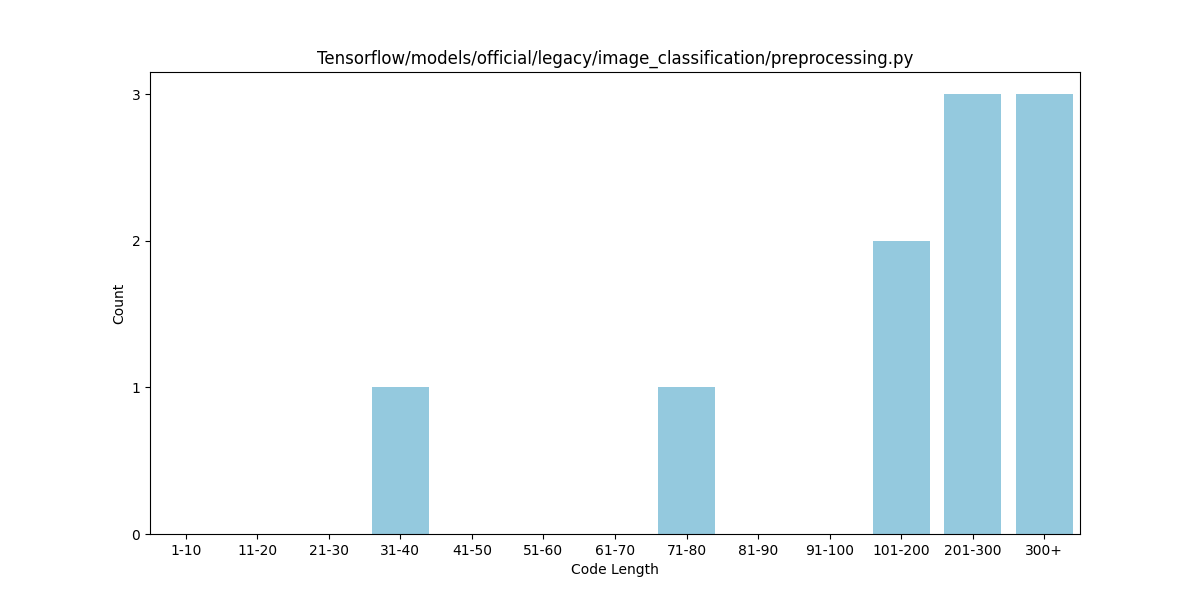 Tensorflow/models/official/legacy/image_classification/preprocessing.py
3
2
1
0
Count
1-10 11-20 21-30 31-40 41-50 51-60 61-70 71-80 81-90 91-100 101-200 201-300 300+
Code Length